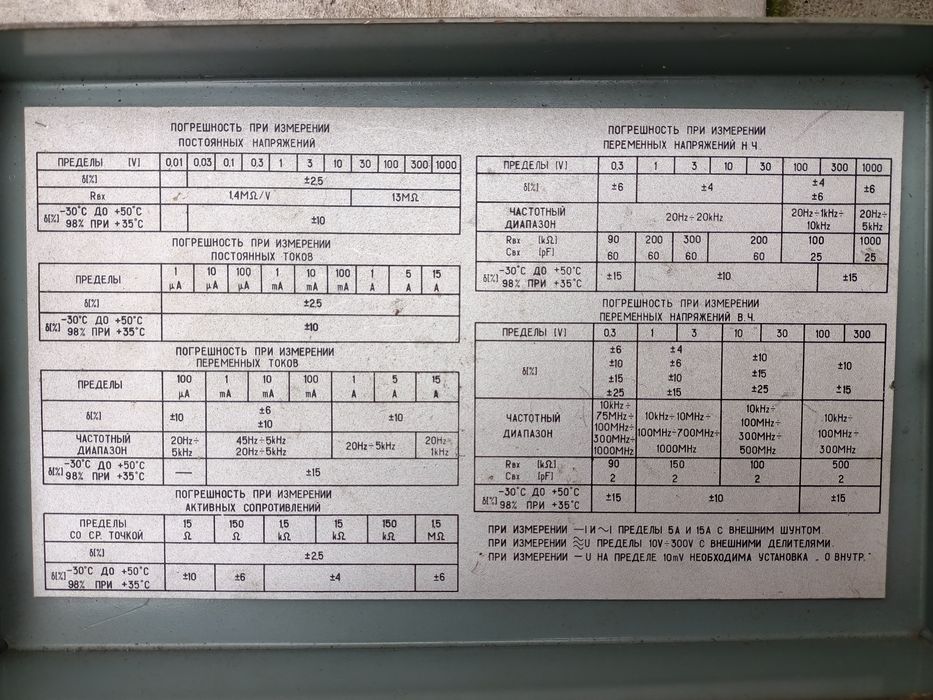 ПОГРЕШНОСТЬ ПРИ ИЗМЕРЕНИИ
ПОСТОЯННЫХ НАПРЯЖЕНИЙ
ПРЕДЕЛЫ [V] 0,01 0,03 0,1 0,3 1 3 10 30 100 300 1000
δ[%] ±2,5
Rвх 1.4MΩ/V 13MΩ
δ[%] -30°C ДО +50°C
98% ПРИ +35°C ±10
ПОГРЕШНОСТЬ ПРИ ИЗМЕРЕНИИ
ПОСТОЯННЫХ ТОКОВ
ПРЕДЕЛЫ 1 μA 10 μA 100 μA 1 mA 10 mA 100 mA 1 A 5 A 15 A
δ[%] ±2,5
δ[%] -30°C ДО +50°C
98% ПРИ +35°C ±10
ПОГРЕШНОСТЬ ПРИ ИЗМЕРЕНИИ
ПЕРЕМЕННЫХ ТОКОВ
ПРЕДЕЛЫ 100 μA 1 mA 10 mA 100 mA 1 A 5 A 15 A
δ[%] ±10 ±6 ±10 ±10
ЧАСТОТНЫЙ ДИАПАЗОН 20Hz÷5kHz 45Hz÷5kHz 20Hz÷5kHz 20Hz÷5kHz 20Hz÷1kHz
δ[%] -30°C ДО +50°C
98% ПРИ +35°C — ±15
ПОГРЕШНОСТЬ ПРИ ИЗМЕРЕНИИ
АКТИВНЫХ СОПРОТИВЛЕНИЙ
ПРЕДЕЛЫ СО СР. ТОЧКОЙ 15 Ω 150 Ω 1,5 kΩ 15 kΩ 150 kΩ 1,5 MΩ
δ[%] ±2,5
δ[%] -30°C ДО +50°C
98% ПРИ +35°C ±10 ±6 ±4 ±6
ПОГРЕШНОСТЬ ПРИ ИЗМЕРЕНИИ
ПЕРЕМЕННЫХ НАПРЯЖЕНИЙ Н.Ч.
ПРЕДЕЛЫ [V] 0,3 1 3 10 30 100 300 1000
δ[%] ±6 ±4 ±4 ±6 ±6
ЧАСТОТНЫЙ ДИАПАЗОН 20Hz÷20kHz 20Hz÷1kHz÷10kHz 20Hz÷5kHz
Rвх [kΩ] 90 200 300 200 100 1000
Cвх [pF] 60 60 60 60 25 25
δ[%] -30°C ДО +50°C
98% ПРИ +35°C ±15 ±10 ±15
ПОГРЕШНОСТЬ ПРИ ИЗМЕРЕНИИ
ПЕРЕМЕННЫХ НАПРЯЖЕНИЙ В.Ч.
ПРЕДЕЛЫ [V] 0,3 1 3 10 30 100 300
±6 ±4
±10 ±6 ±10 ±10
δ[%] ±15 ±10 ±15
±25 ±15 ±25 ±15
ЧАСТОТНЫЙ ДИАПАЗОН 10kHz÷75MHz÷100MHz÷300MHz÷1000MHz 10kHz÷10MHz÷100MHz÷700MHz÷1000MHz 10kHz÷100MHz÷300MHz÷500MHz 10kHz÷100MHz÷300MHz
Rвх [kΩ] 90 150 100 500
Cвх [pF] 2 2 2 2
δ[%] -30°C ДО +50°C
98% ПРИ +35°C ±15 ±10 ±15
ПРИ ИЗМЕРЕНИИ —I И ~I ПРЕДЕЛЫ 5A И 15A С ВНЕШНИМ ШУНТОМ.
ПРИ ИЗМЕРЕНИИ ≋U ПРЕДЕЛЫ 10V÷300V С ВНЕШНИМИ ДЕЛИТЕЛЯМИ.
ПРИ ИЗМЕРЕНИИ —U НА ПРЕДЕЛЕ 10mV НЕОБХОДИМА УСТАНОВКА „0 ВНУТР."